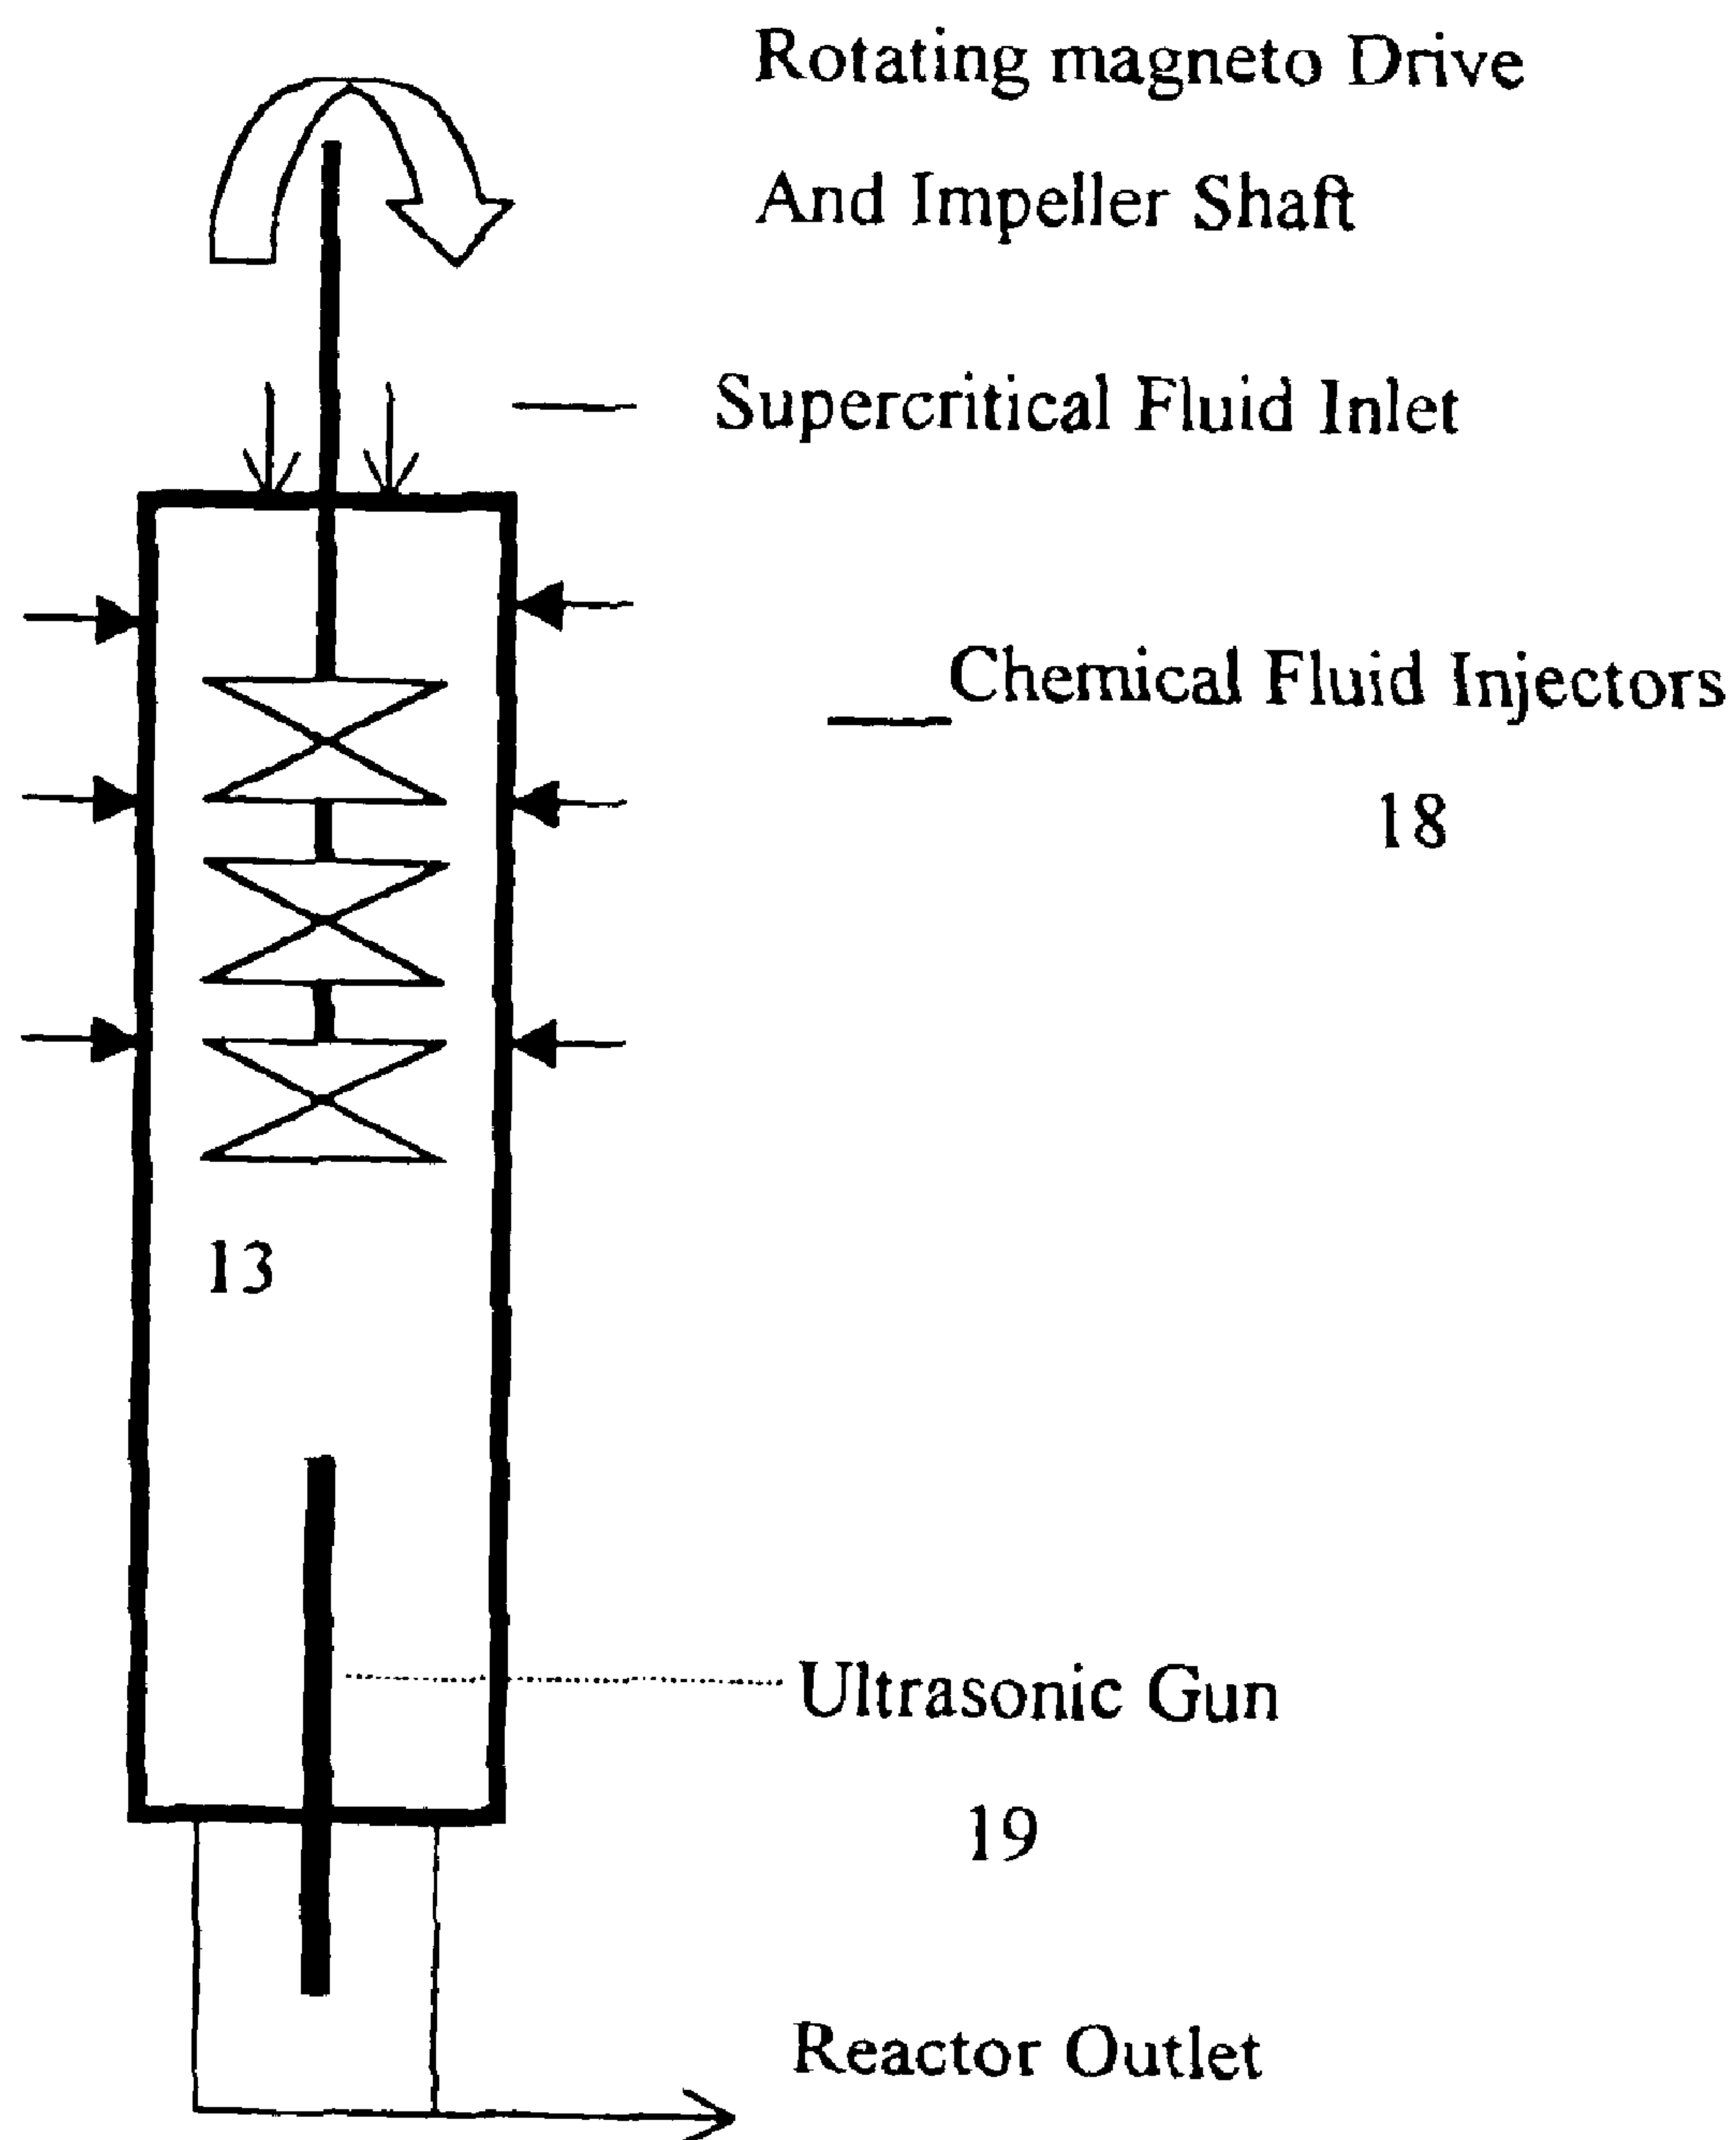 Rotating magneto Drive
And Impeller Shaft
Supercritical Fluid Inlet
Chemical Fluid Injectors
18
13
Ultrasonic Gun
19
Reactor Outlet